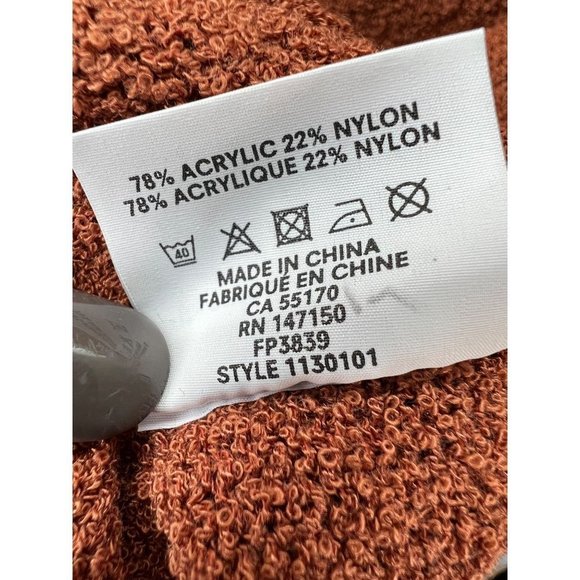 78% ACRYLIC 22% NYLON
78% ACRYLIQUE 22% NYLON
40
MADE IN CHINA
FABRIQUÉ EN CHINE
CA 55170
RN 147150
FP3839
STYLE 1130101